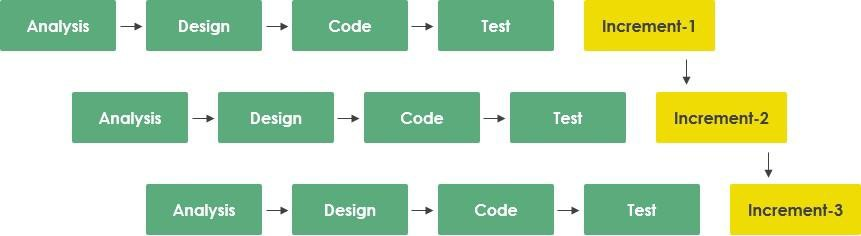 Analysis Design Code Test Increment-1
Analysis Design Code Test Increment-2
Analysis Design Code Test Increment-3